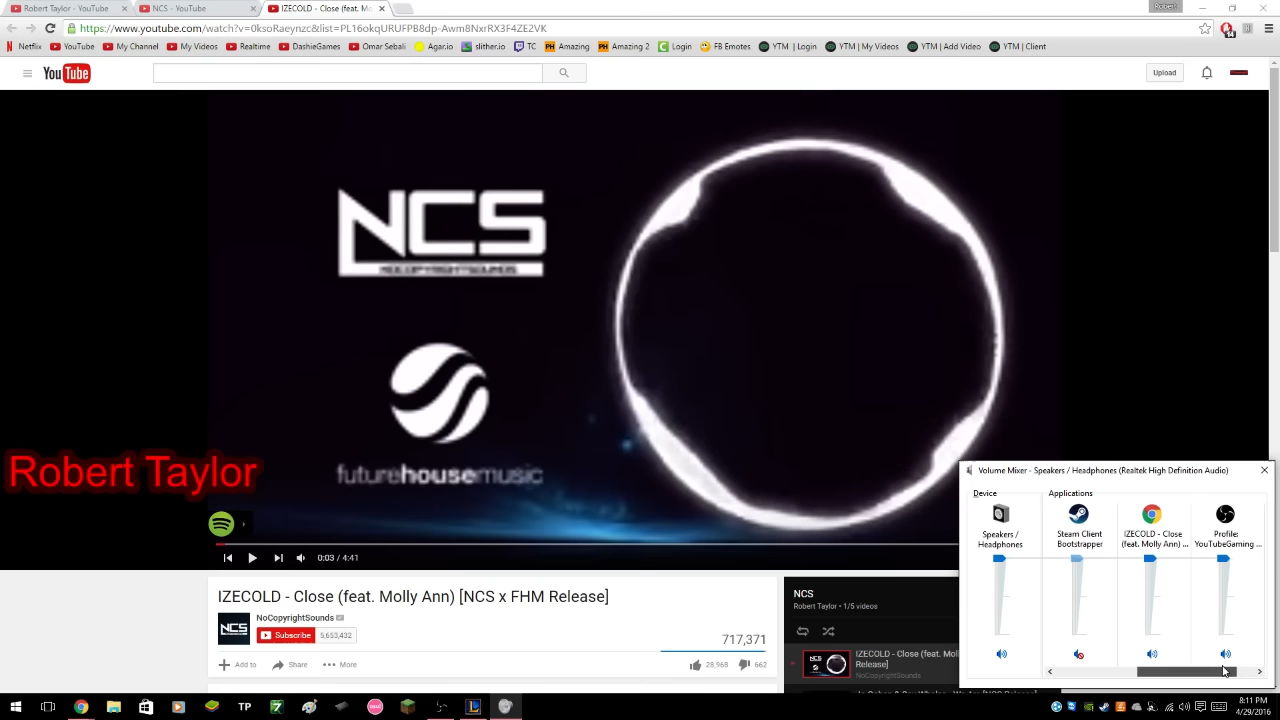 Robert Taylor - YouTube
NCS - YouTube
IZECOLD - Close (feat. M
Robert
https://www.youtube.com/watch?v=0ksoRaeynzc&list=PL16okqURUFPB8dp-Awm8NxrRX3F4ZE2VK
Netflix YouTube My Channel My Videos Realtime DashieGames Omar Sebali Agar.io slither.io TC Amazing Amazing 2 Login FB Emotes YTM | Login YTM | My Videos YTM | Add Video YTM | Client
YouTube
Upload
NCS
NOCOPYRIGHTSOUNDS
futurehousemusic
Robert Taylor
0:03 / 4:41
IZECOLD - Close (feat. Molly Ann) [NCS x FHM Release]
NCS
NoCopyrightSounds
Subscribe 5,653,432
717,371
Add to Share More
28,968 662
NCS
Robert Taylor - 1/5 videos
NCS
IZECOLD - Close (feat. Moll
Release]
NoCopyrightSounds
Volume Mixer - Speakers / Headphones (Realtek High Definition Audio)
Device
Applications
Speakers /
Headphones
Steam Client
Bootstrapper
IZECOLD - Close
(feat. Molly Ann) ...
Profile:
YouTubeGaming ...
8:11 PM
4/29/2016